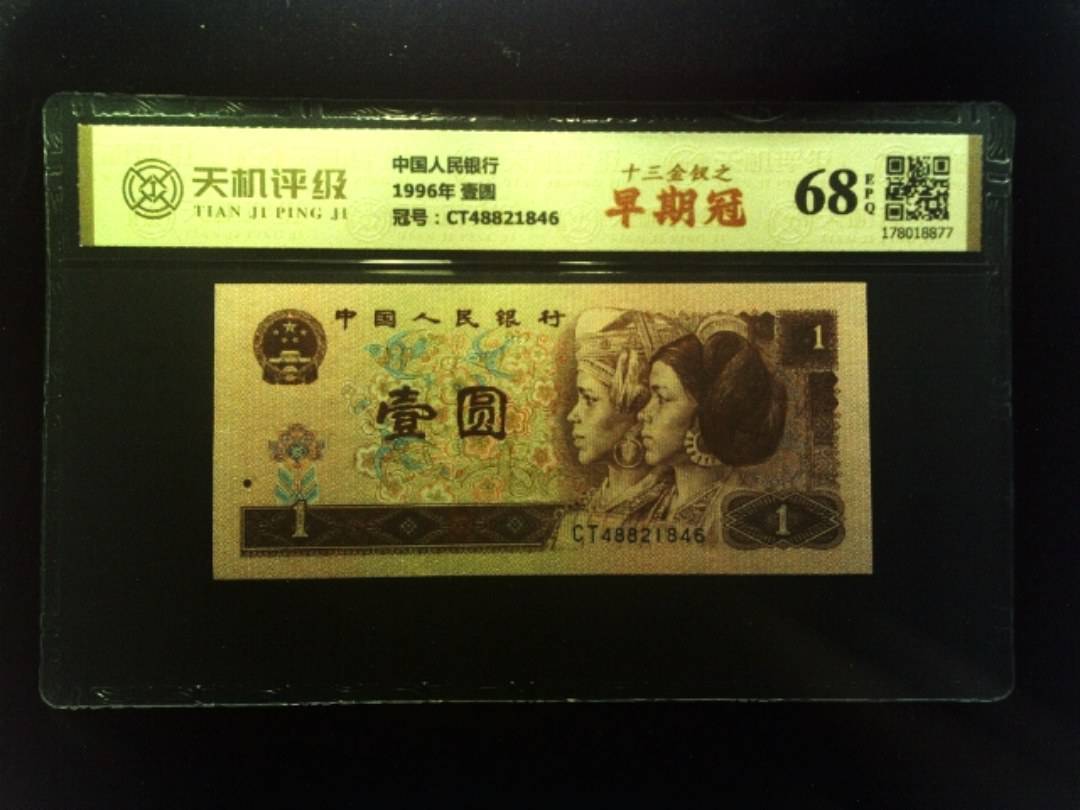 天机评级
TIAN JI PING JI
中国人民银行
1996年 壹圆
冠号：CT48821846
十三金钗之
早期冠
68
EPQ
178018877
中国人民银行
1
壹圆
1
CT48821846
1